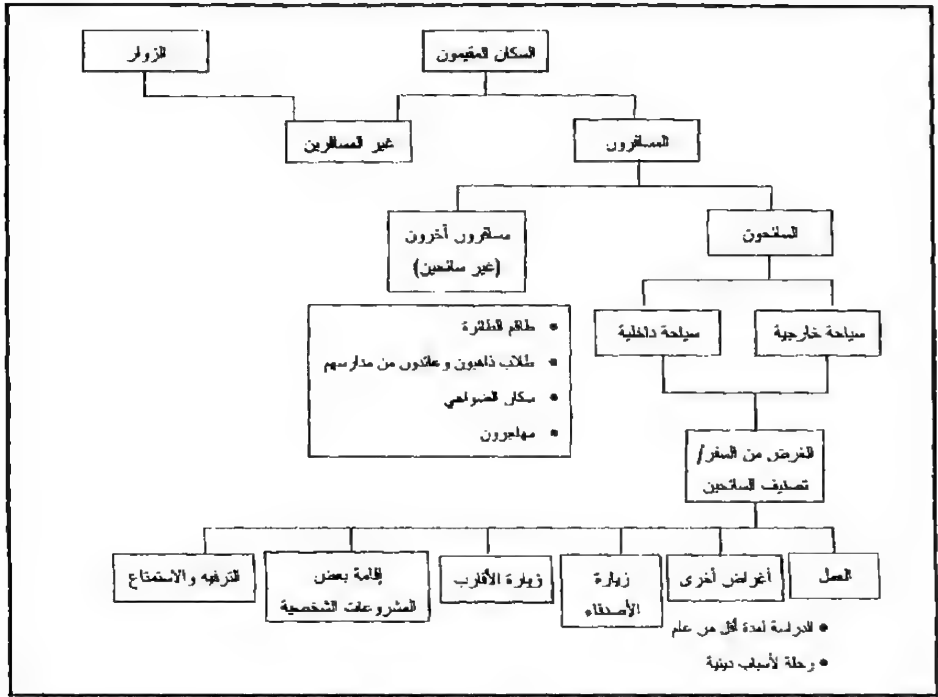 السكان المقيمون
الزوار
المسافرون
غير المسافرين
السائحون
مسافرون أخرون
(غير سائحين)
سياحة خارجية
سياحة داخلية
• طاقم الطائرة
• طلاب ذاهبون وعائدون من مدارسهم
• سكان الضواحي
• مهاجرون
الغرض من السفر/
تصنيف السائحين
العمل
أغراض أخرى
زيارة
الأصدقاء
زيارة الأقارب
إقامة بعض
المشروعات الشخصية
الترفيه والاستمتاع
• الدراسة لمدة أقل من عام
• رحلة لأسباب دينية